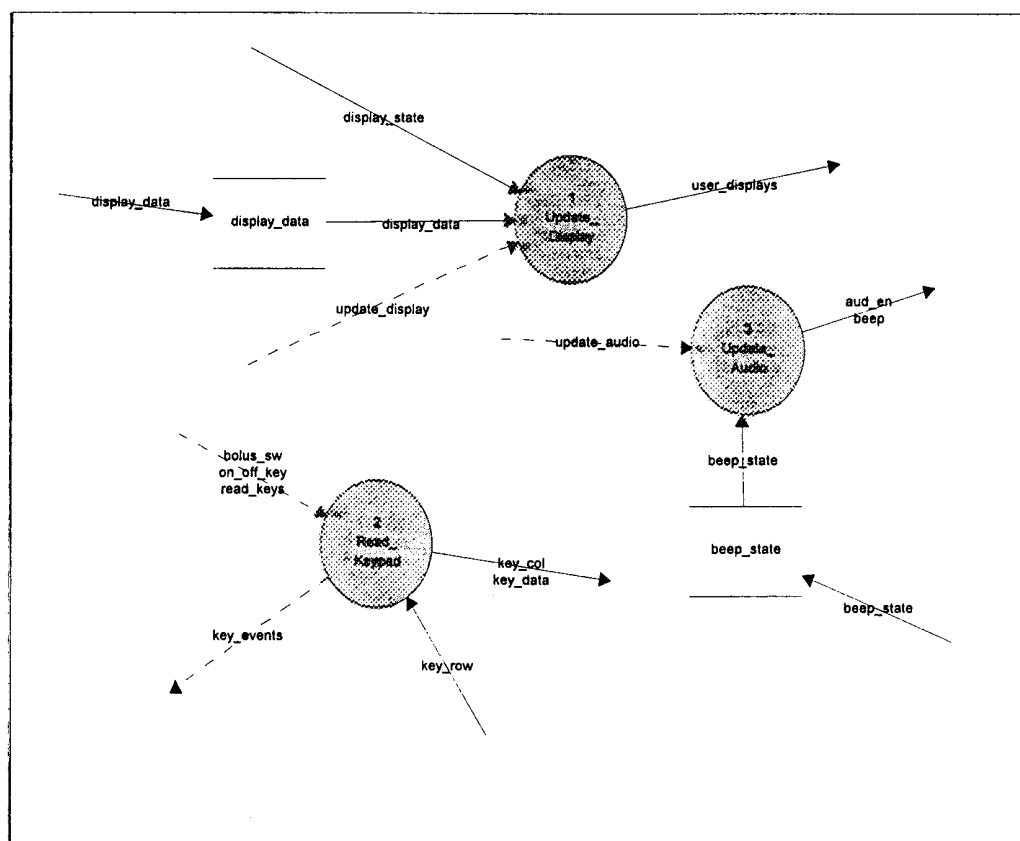 display_state
display_data
display_data
display_data
update_display
1
Update_
Display
user_displays
update_audio
3
Update_
Audio
aud_en
beep
beep_state
beep_state
beep_state
bolus_sw
on_off_key
read_keys
2
Read_
Keypad
key_col
key_data
key_events
key_row